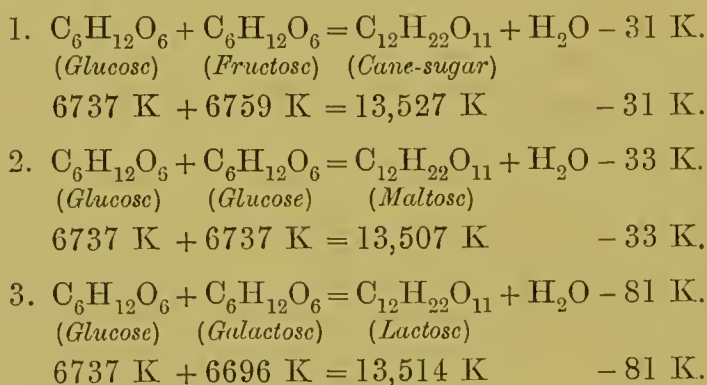 1. C₆H₁₂O₆ + C₆H₁₂O₆ = C₁₂H₂₂O₁₁ + H₂O – 31 K.
(Glucose) (Fructose) (Cane-sugar)
6737 K + 6759 K = 13,527 K – 31 K.
2. C₆H₁₂O₆ + C₆H₁₂O₆ = C₁₂H₂₂O₁₁ + H₂O – 33 K.
(Glucose) (Glucose) (Maltose)
6737 K + 6737 K = 13,507 K – 33 K.
3. C₆H₁₂O₆ + C₆H₁₂O₆ = C₁₂H₂₂O₁₁ + H₂O – 81 K.
(Glucose) (Galactose) (Lactose)
6737 K + 6696 K = 13,514 K – 81 K.